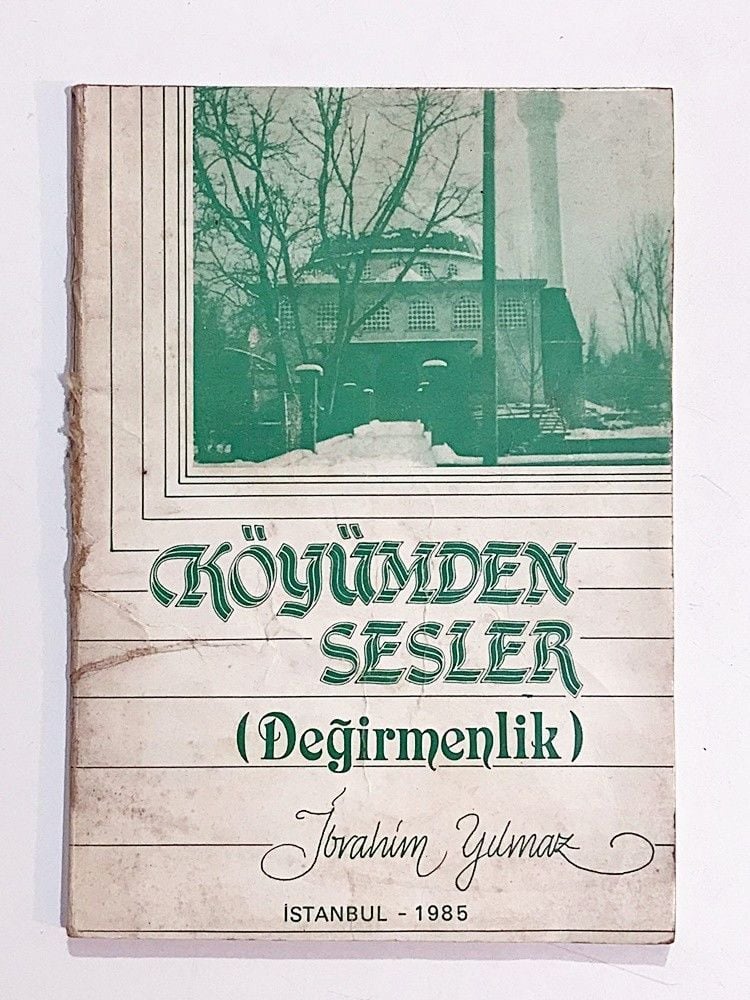 KÖYÜMDEN
SESLER
(Değirmenlik)
İbrahim Yılmaz
İSTANBUL - 1985